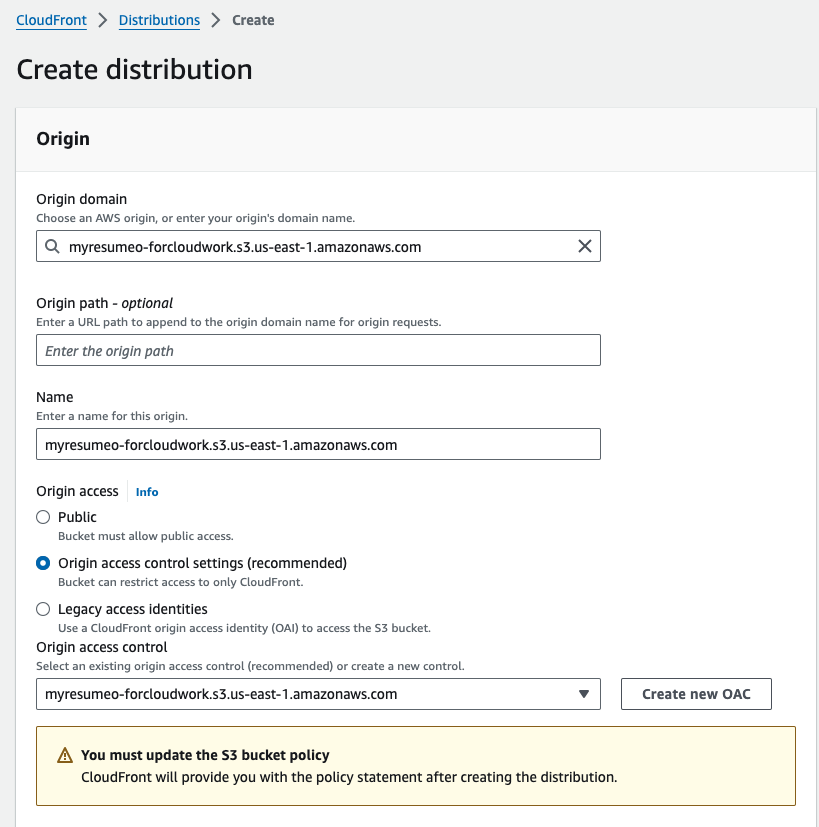 CloudFront > Distributions > Create
Create distribution
Origin
Origin domain
Choose an AWS origin, or enter your origin's domain name.
myresumeo-forcloudwork.s3.us-east-1.amazonaws.com
Origin path - optional
Enter a URL path to append to the origin domain name for origin requests.
Enter the origin path
Name
Enter a name for this origin.
myresumeo-forcloudwork.s3.us-east-1.amazonaws.com
Origin access Info
Public
Bucket must allow public access.
Origin access control settings (recommended)
Bucket can restrict access to only CloudFront.
Legacy access identities
Use a CloudFront origin access identity (OAI) to access the S3 bucket.
Origin access control
Select an existing origin access control (recommended) or create a new control.
myresumeo-forcloudwork.s3.us-east-1.amazonaws.com Create new OAC
You must update the S3 bucket policy
CloudFront will provide you with the policy statement after creating the distribution.